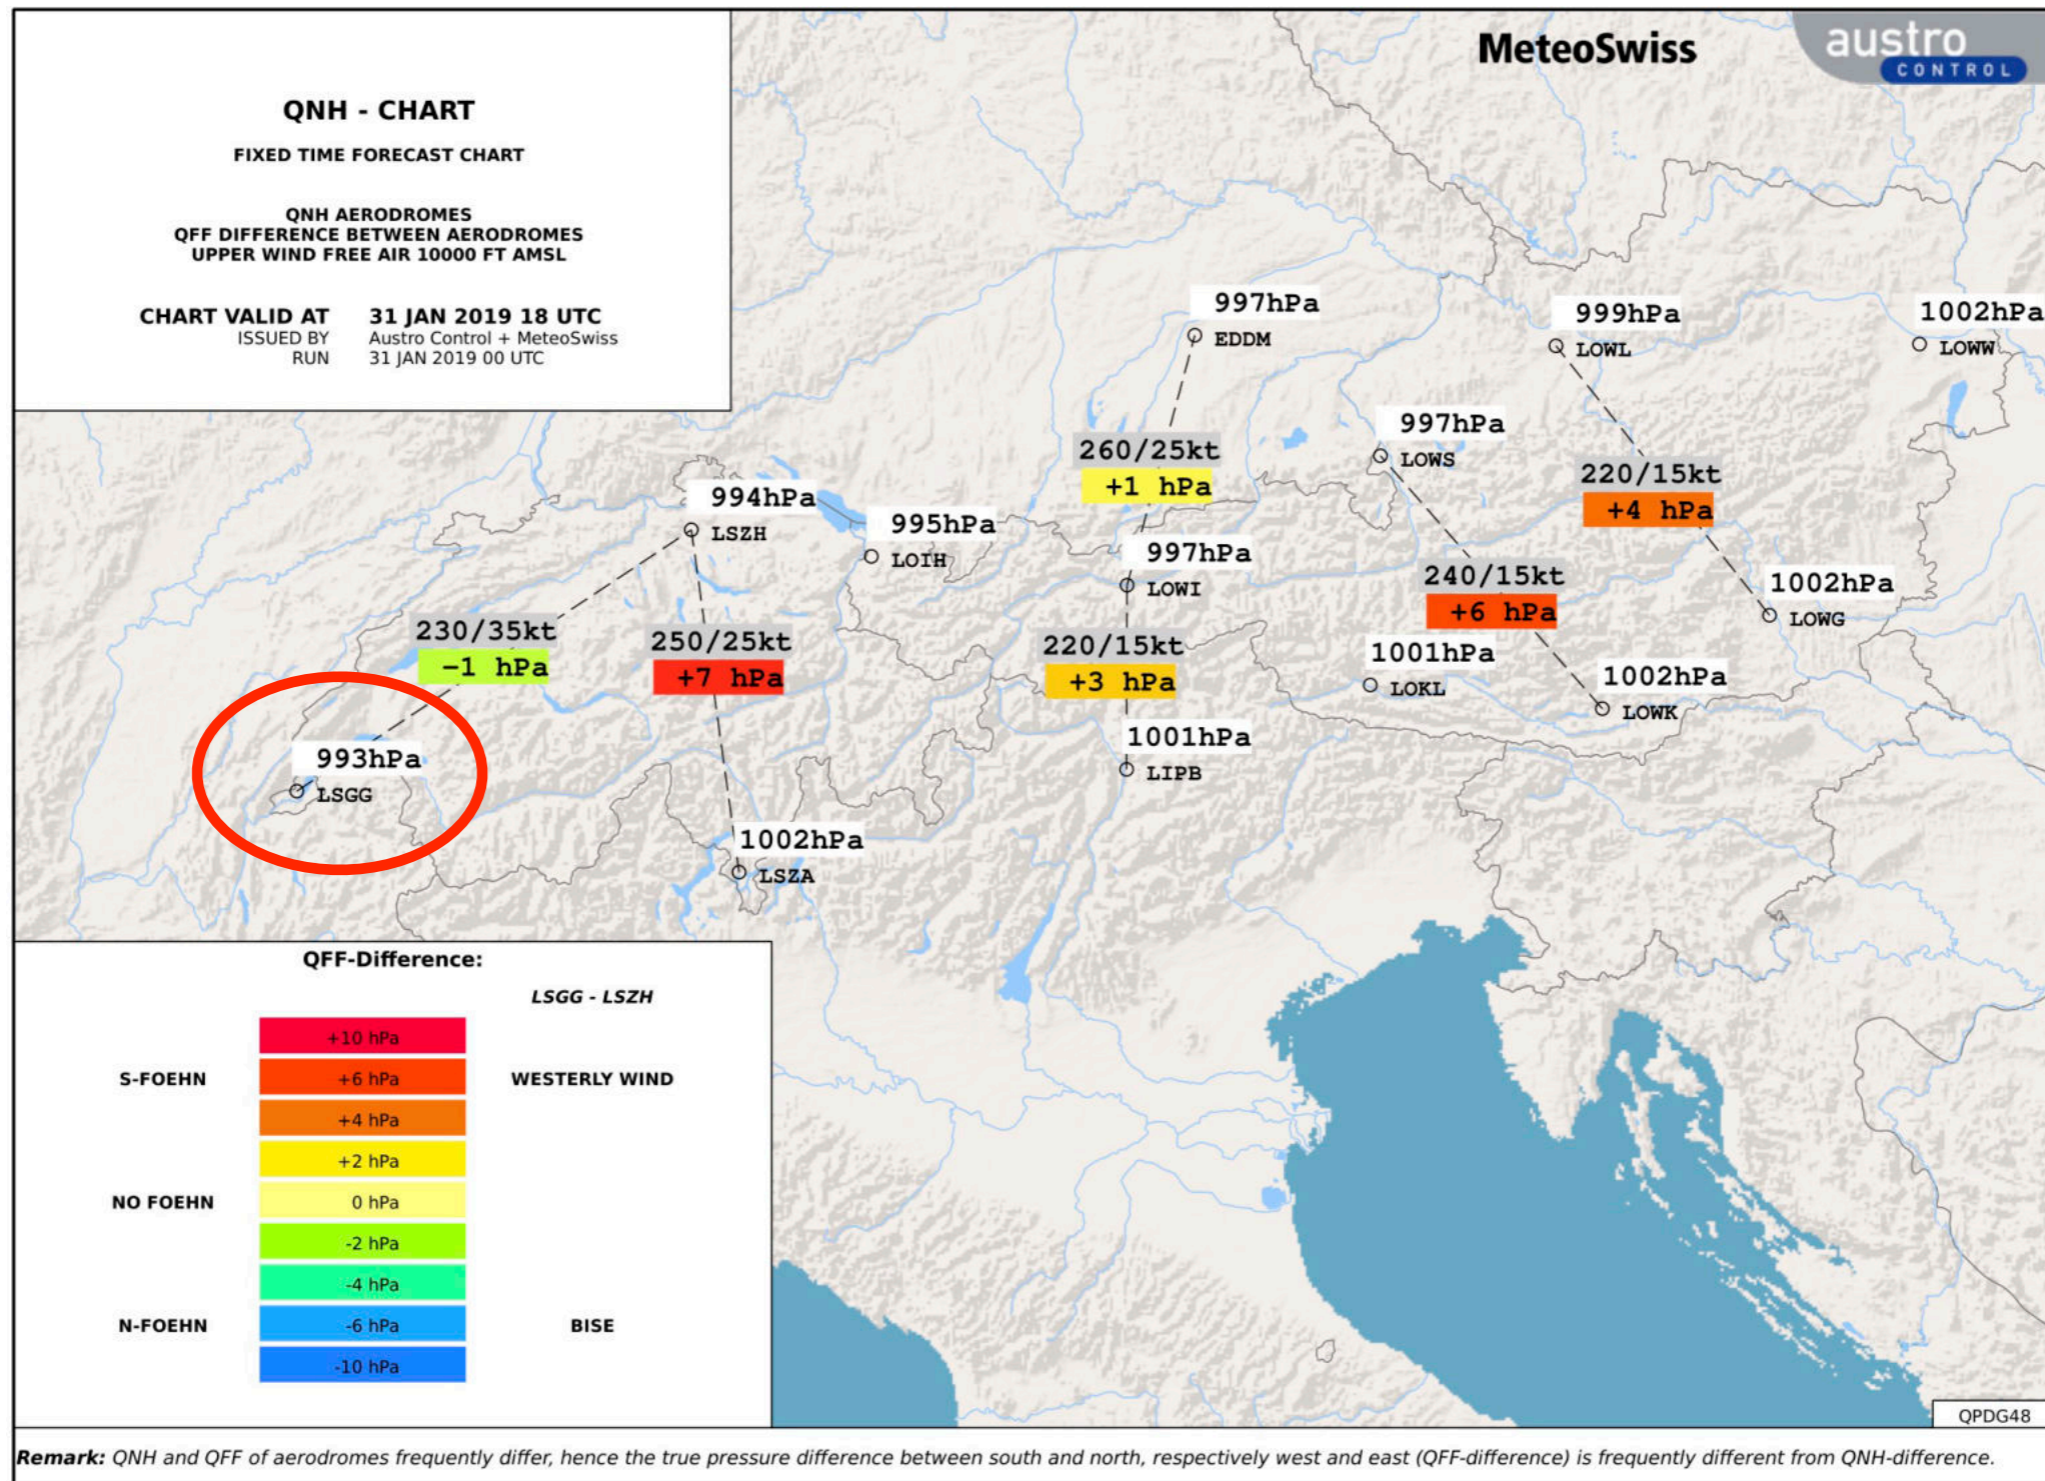 QNH - CHART
FIXED TIME FORECAST CHART
QNH AERODROMES
QFF DIFFERENCE BETWEEN AERODROMES
UPPER WIND FREE AIR 10000 FT AMSL
CHART VALID AT 31 JAN 2019 18 UTC
ISSUED BY Austro Control + MeteoSwiss
RUN 31 JAN 2019 00 UTC
MeteoSwiss
austro
CONTROL
997hPa
EDDM
999hPa
LOWL
1002hPa
LOWW
260/25kt
+1 hPa
997hPa
LOWS
220/15kt
+4 hPa
994hPa
LSZH
995hPa
LOIH
997hPa
LOWI
240/15kt
+6 hPa
1002hPa
LOWG
230/35kt
−1 hPa
250/25kt
+7 hPa
220/15kt
+3 hPa
1001hPa
LOKL
1002hPa
LOWK
993hPa
LSGG
1001hPa
LIPB
1002hPa
LSZA
QFF-Difference:
LSGG - LSZH
+10 hPa
S-FOEHN +6 hPa WESTERLY WIND
+4 hPa
+2 hPa
NO FOEHN 0 hPa
-2 hPa
-4 hPa
N-FOEHN -6 hPa BISE
-10 hPa
QPDG48
Remark: QNH and QFF of aerodromes frequently differ, hence the true pressure difference between south and north, respectively west and east (QFF-difference) is frequently different from QNH-difference.